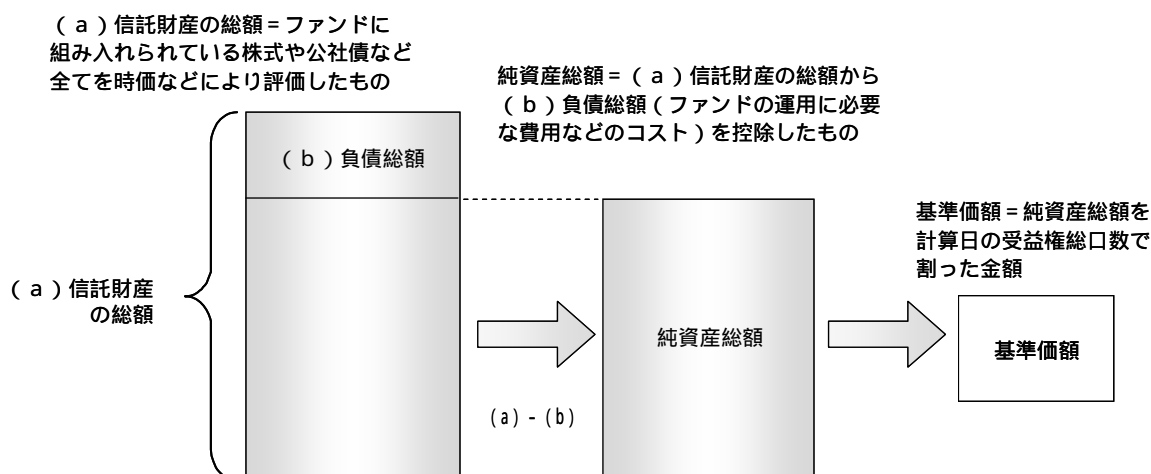 (a)信託財産の総額=ファンドに
組み入れられている株式や公社債など
全てを時価などにより評価したもの
純資産総額=(a)信託財産の総額から
(b)負債総額(ファンドの運用に必要
な費用などのコスト)を控除したもの
(b)負債総額
基準価額=純資産総額を
計算日の受益権総口数で
割った金額
(a)信託財産
の総額
純資産総額
基準価額
(a)-(b)